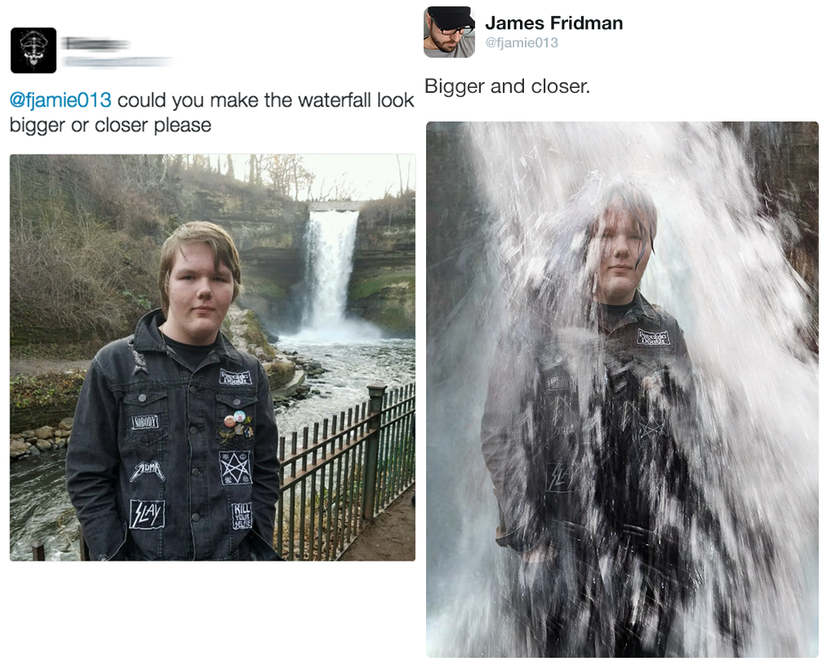 @fjamie013 could you make the waterfall look
bigger or closer please
NOBODY
SLAY
KILL
YOUR
SELFIE
James Fridman
@fjamie013
Bigger and closer.